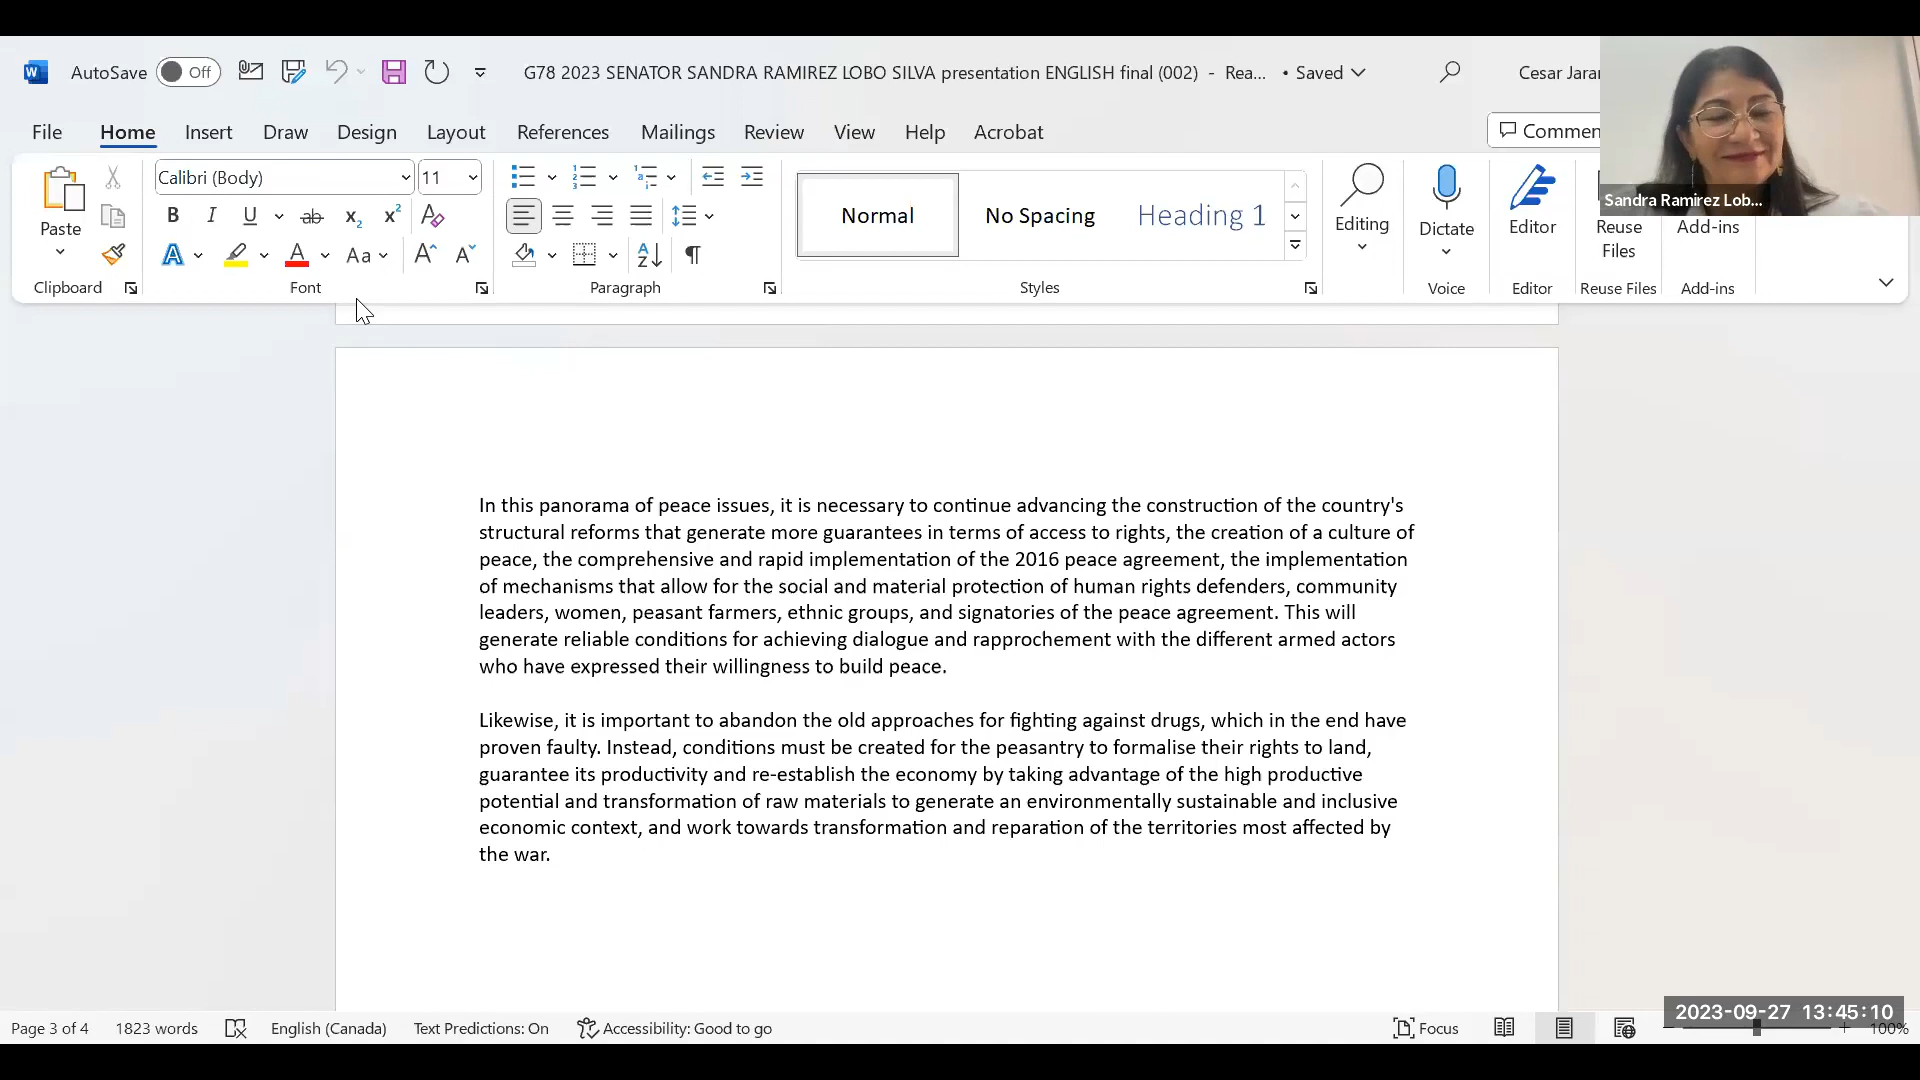 AutoSave Off G78 2023 SENATOR SANDRA RAMIREZ LOBO SILVA presentation ENGLISH final (002) - Rea... • Saved Cesar Jarar
File Home Insert Draw Design Layout References Mailings Review View Help Acrobat Commen
Calibri (Body) 11
Paste
Normal No Spacing Heading 1
Editing Dictate Editor Reuse Files Add-ins
Clipboard Font Paragraph Styles Voice Editor Reuse Files Add-ins
Sandra Ramirez Lob...
In this panorama of peace issues, it is necessary to continue advancing the construction of the country's
structural reforms that generate more guarantees in terms of access to rights, the creation of a culture of
peace, the comprehensive and rapid implementation of the 2016 peace agreement, the implementation
of mechanisms that allow for the social and material protection of human rights defenders, community
leaders, women, peasant farmers, ethnic groups, and signatories of the peace agreement. This will
generate reliable conditions for achieving dialogue and rapprochement with the different armed actors
who have expressed their willingness to build peace.
Likewise, it is important to abandon the old approaches for fighting against drugs, which in the end have
proven faulty. Instead, conditions must be created for the peasantry to formalise their rights to land,
guarantee its productivity and re-establish the economy by taking advantage of the high productive
potential and transformation of raw materials to generate an environmentally sustainable and inclusive
economic context, and work towards transformation and reparation of the territories most affected by
the war.
2023-09-27 13:45:10
Page 3 of 4 1823 words English (Canada) Text Predictions: On Accessibility: Good to go Focus 100%